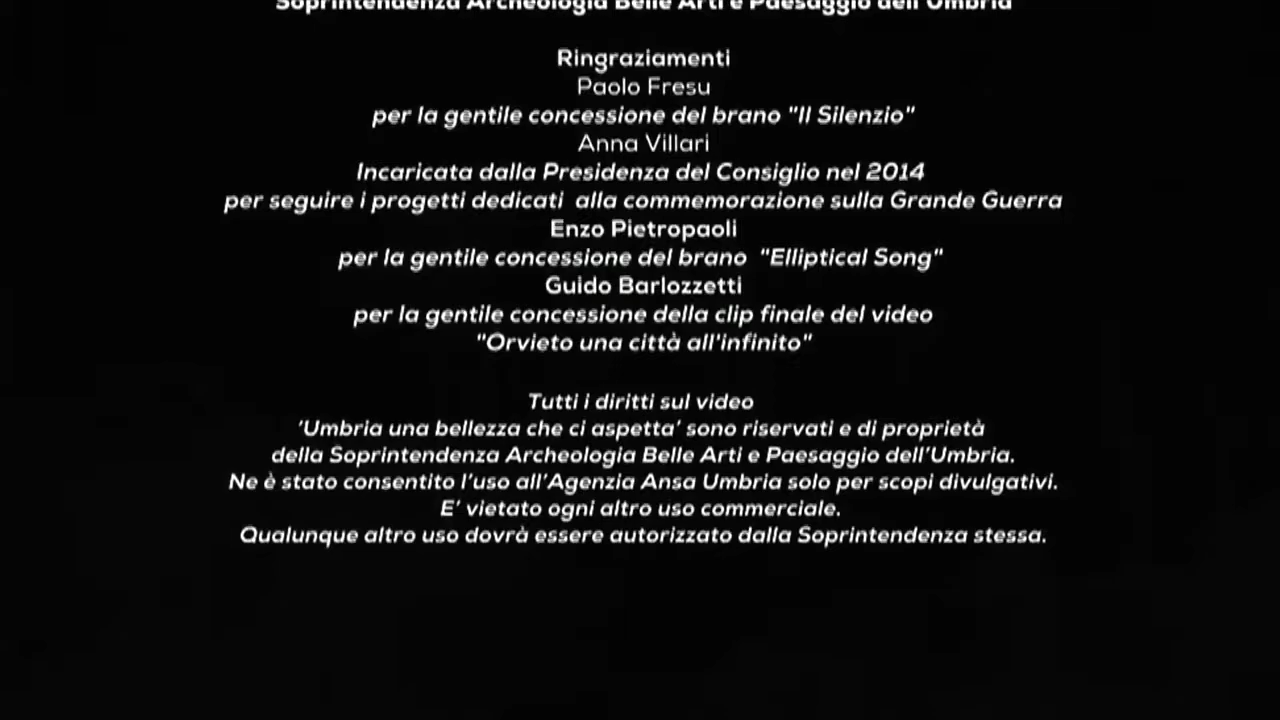 Soprintendenza Archeologia Belle Arti e Paesaggio dell'Umbria
Ringraziamenti
Paolo Fresu
per la gentile concessione del brano "Il Silenzio"
Anna Villari
Incaricata dalla Presidenza del Consiglio nel 2014
per seguire i progetti dedicati  alla commemorazione sulla Grande Guerra
Enzo Pietropaoli
per la gentile concessione del brano  "Elliptical Song"
Guido Barlozzetti
per la gentile concessione della clip finale del video
"Orvieto una città all'infinito"
Tutti i diritti sul video
‘Umbria una bellezza che ci aspetta’ sono riservati e di proprietà
della Soprintendenza Archeologia Belle Arti e Paesaggio dell’Umbria.
Ne è stato consentito l’uso all’Agenzia Ansa Umbria solo per scopi divulgativi.
E’ vietato ogni altro uso commerciale.
Qualunque altro uso dovrà essere autorizzato dalla Soprintendenza stessa.